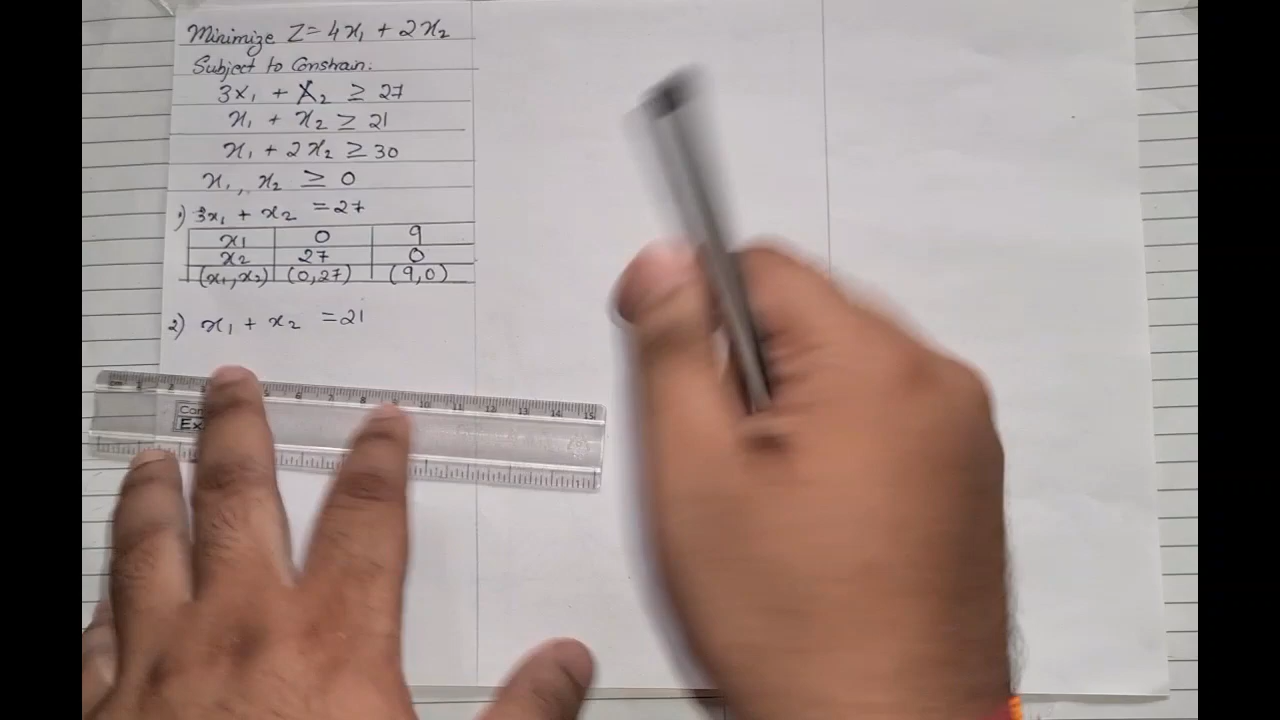 Minimize Z = 4x₁ + 2x₂
Subject to Constrain:
3x₁ + x₂ ≥ 27
x₁ + x₂ ≥ 21
x₁ + 2x₂ ≥ 30
x₁, x₂ ≥ 0
1) 3x₁ + x₂ = 27
x₁ 0 9
x₂ 27 0
(x₁, x₂) (0,27) (9,0)
2) x₁ + x₂ = 21